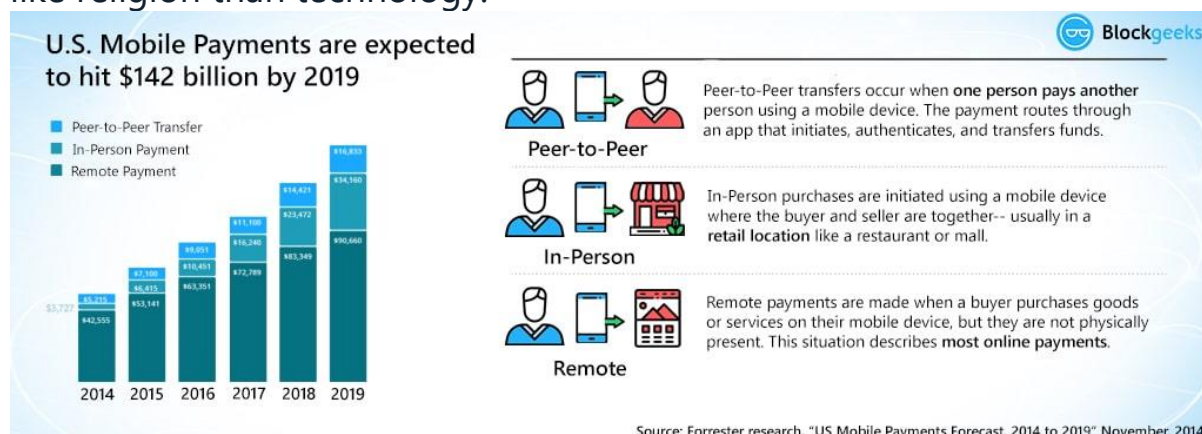 like religion than technology.
Blockgeeks
U.S. Mobile Payments are expected
to hit $142 billion by 2019
Peer-to-Peer Transfer
In-Person Payment
Remote Payment
$16,833
$34,160
$90,660
$14,421
$23,472
$83,349
$11,100
$16,240
$72,789
$9,051
$10,451
$63,351
$7,100
$6,415
$53,141
$5,215
$3,727
$42,555
2014 2015 2016 2017 2018 2019
Peer-to-Peer transfers occur when one person pays another
person using a mobile device. The payment routes through
an app that initiates, authenticates, and transfers funds.
Peer-to-Peer
In-Person purchases are initiated using a mobile device
where the buyer and seller are together-- usually in a
retail location like a restaurant or mall.
In-Person
Remote payments are made when a buyer purchases goods
or services on their mobile device, but they are not physically
present. This situation describes most online payments.
Remote
Source: Forrester research, "US Mobile Payments Forecast, 2014 to 2019" November, 2014